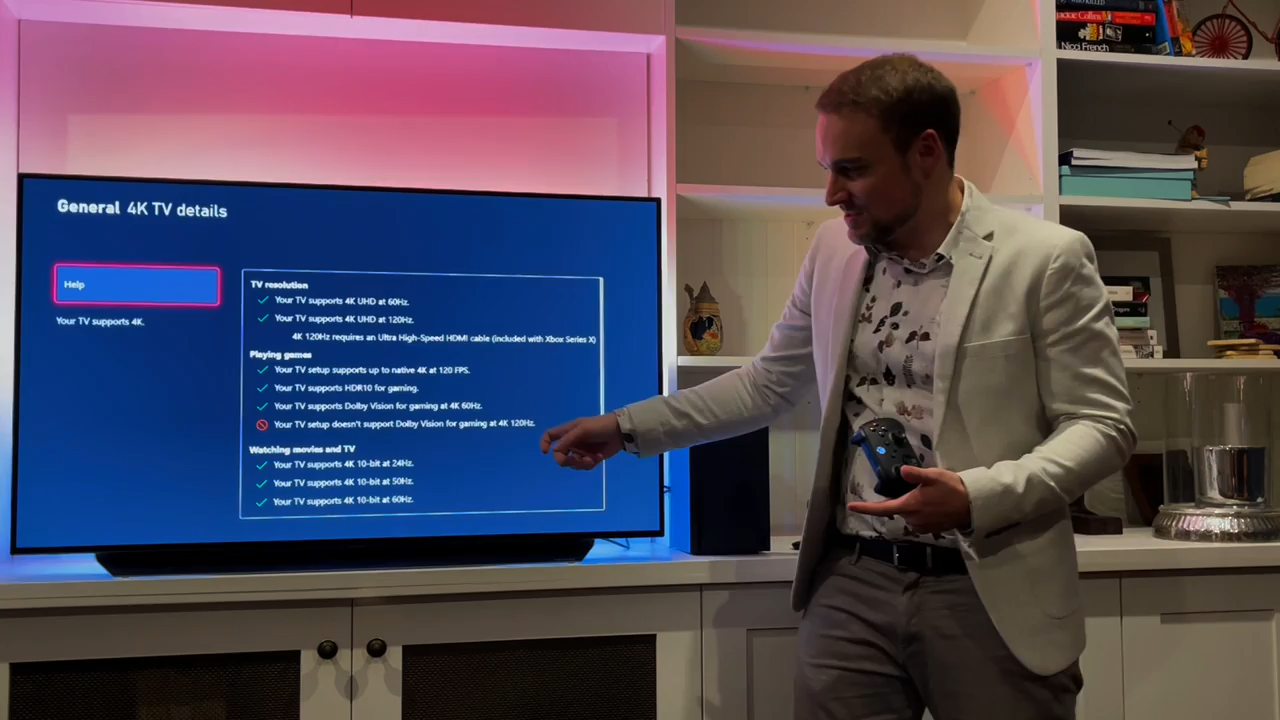 General 4K TV details
Help
Your TV supports 4K.
TV resolution
Your TV supports 4K UHD at 60Hz.
Your TV supports 4K UHD at 120Hz.
4K 120Hz requires an Ultra High-Speed HDMI cable (included with Xbox Series X)
Playing games
Your TV setup supports up to native 4K at 120 FPS.
Your TV supports HDR10 for gaming.
Your TV supports Dolby Vision for gaming at 4K 60Hz.
Your TV setup doesn't support Dolby Vision for gaming at 4K 120Hz.
Watching movies and TV
Your TV supports 4K 10-bit at 24Hz.
Your TV supports 4K 10-bit at 50Hz.
Your TV supports 4K 10-bit at 60Hz.
KILLED
Jackie Collins
Nicci French